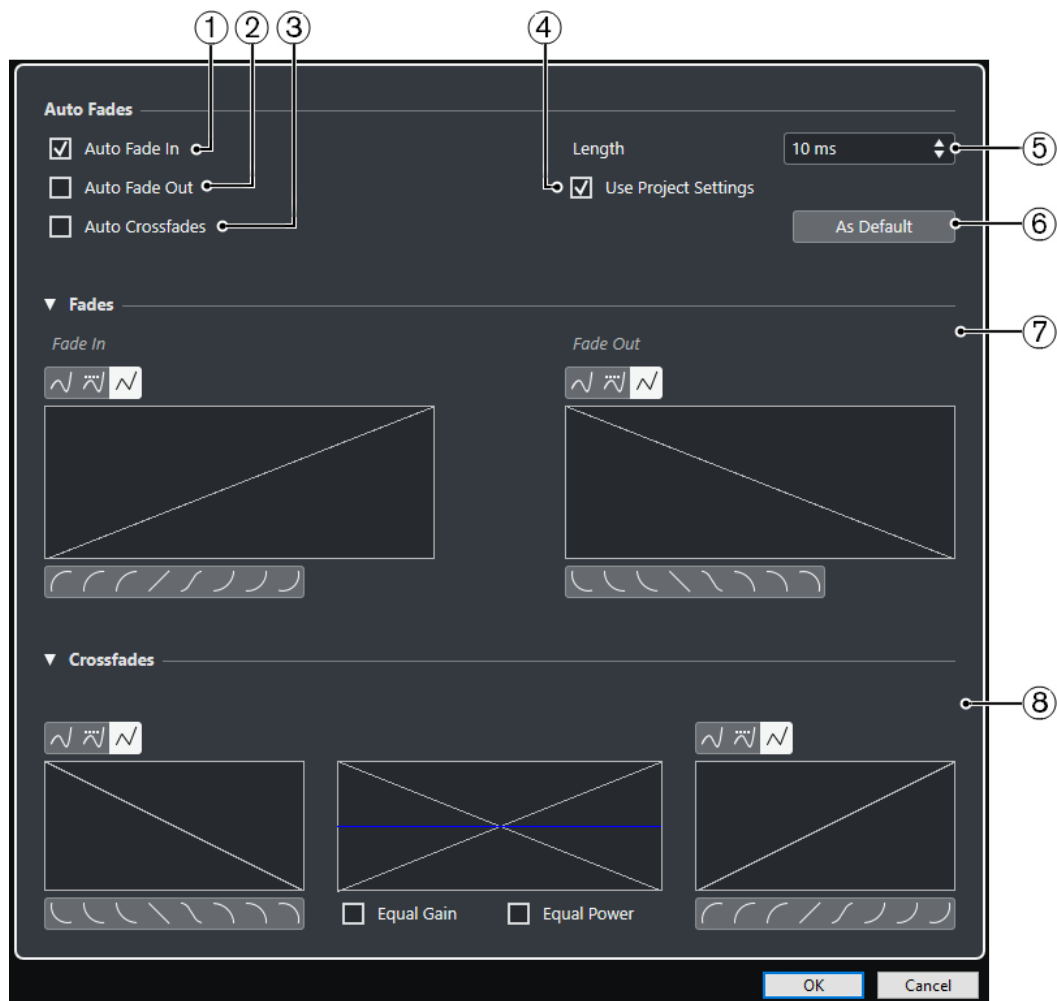 ① ② ③ ④
Auto Fades
Auto Fade In
Length 10 ms ⑤
Auto Fade Out
Use Project Settings
Auto Crossfades
As Default ⑥
Fades
⑦
Fade In Fade Out
Crossfades
⑧
Equal Gain Equal Power
OK Cancel